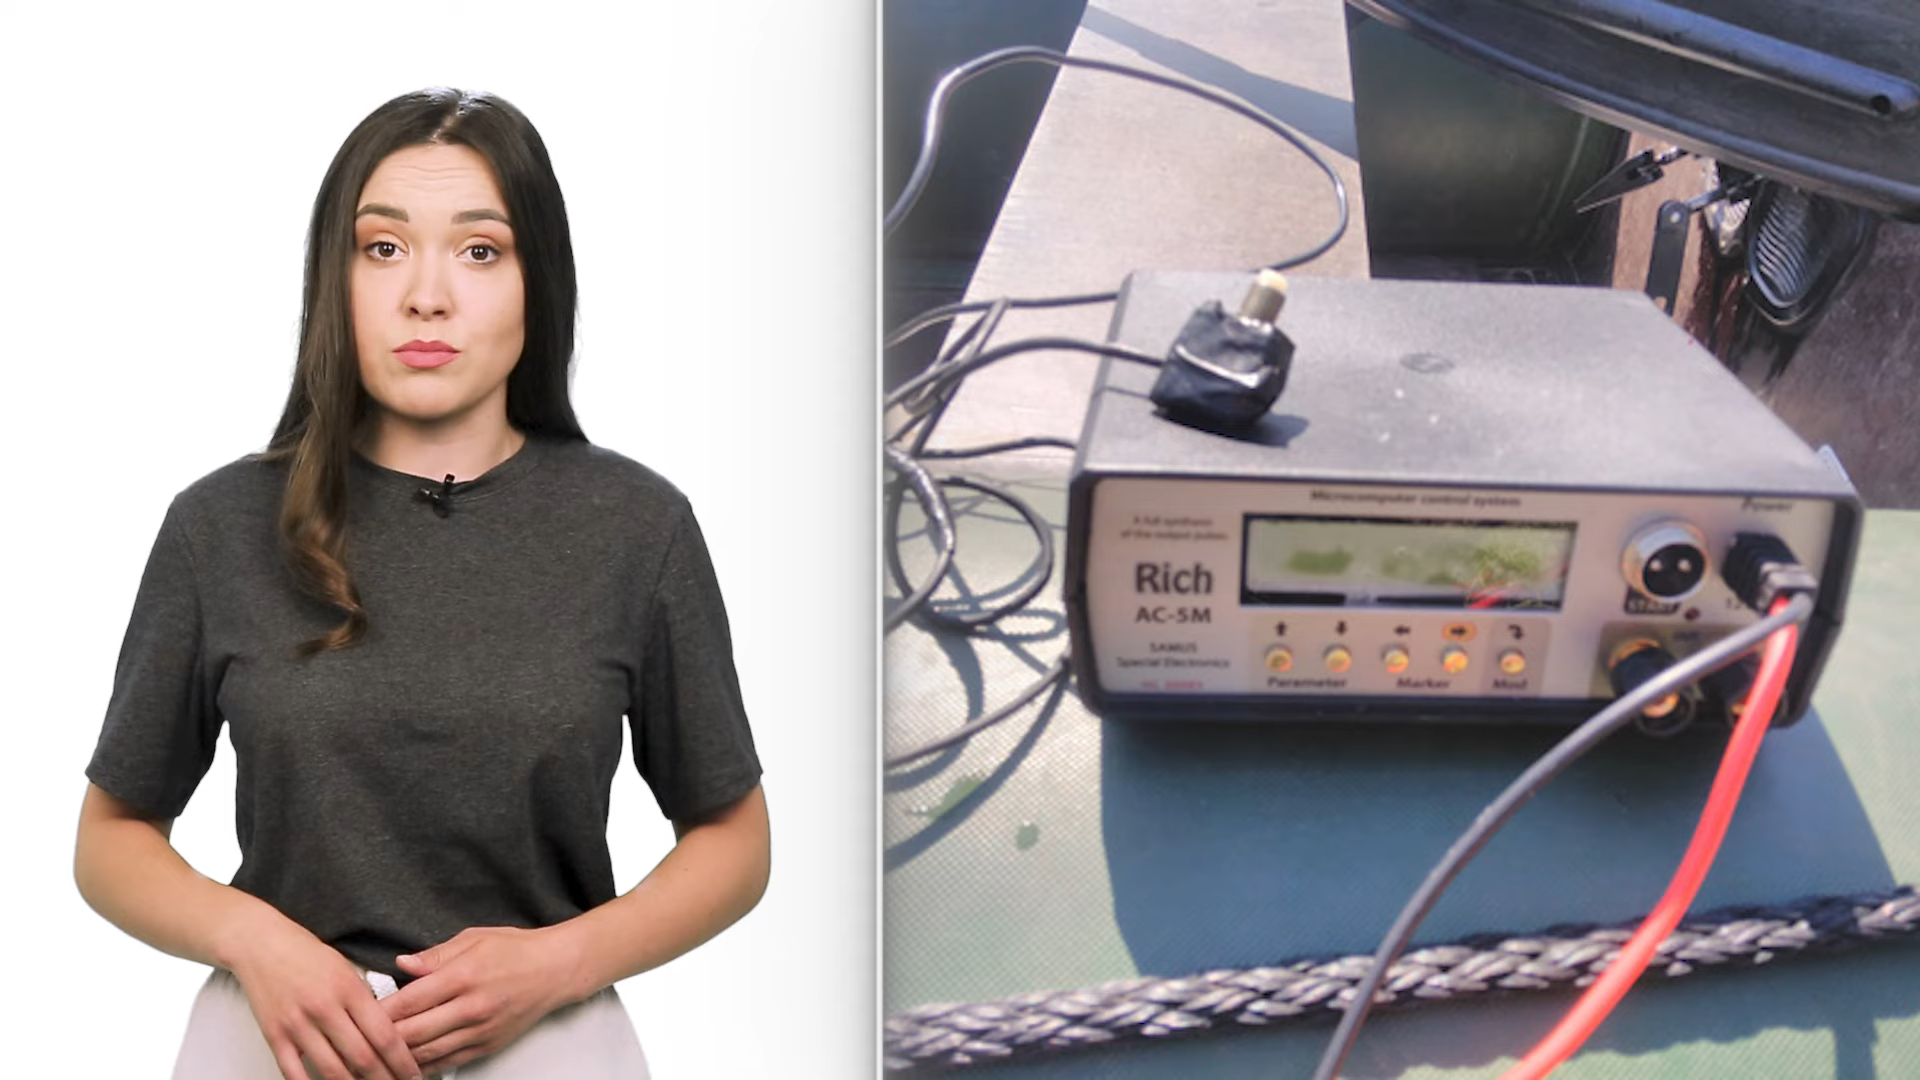 Microcomputer control system
Power
A full synthesis
of the output pulses
Rich
AC-5M
START
SAMUS
Special Electronics
Parameter
Marker
Mod